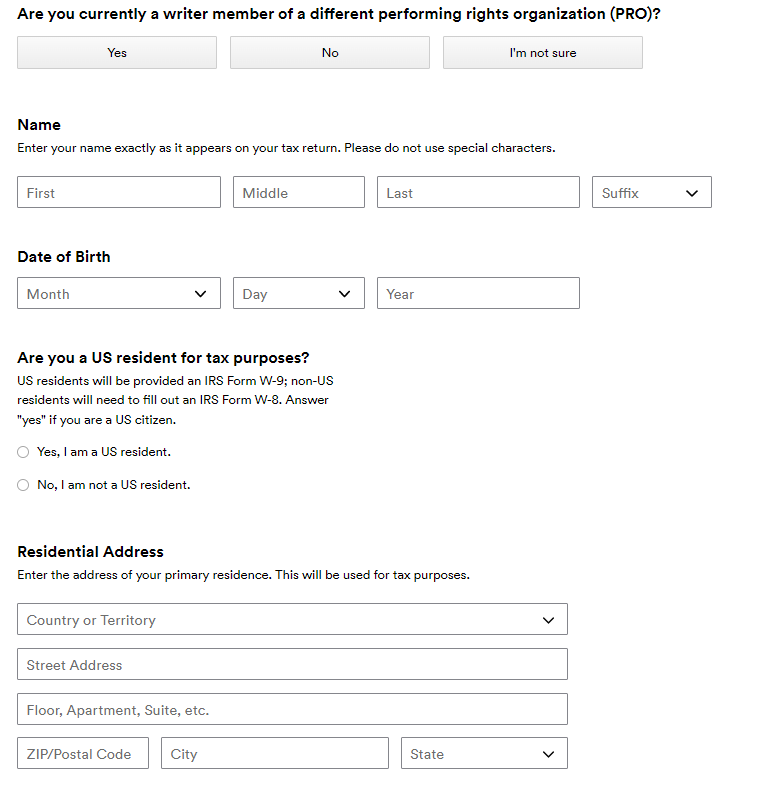 Are you currently a writer member of a different performing rights organization (PRO)?
Yes No I'm not sure
Name
Enter your name exactly as it appears on your tax return. Please do not use special characters.
First Middle Last Suffix
Date of Birth
Month Day Year
Are you a US resident for tax purposes?
US residents will be provided an IRS Form W-9; non-US
residents will need to fill out an IRS Form W-8. Answer
"yes" if you are a US citizen.
Yes, I am a US resident.
No, I am not a US resident.
Residential Address
Enter the address of your primary residence. This will be used for tax purposes.
Country or Territory
Street Address
Floor, Apartment, Suite, etc.
ZIP/Postal Code City State